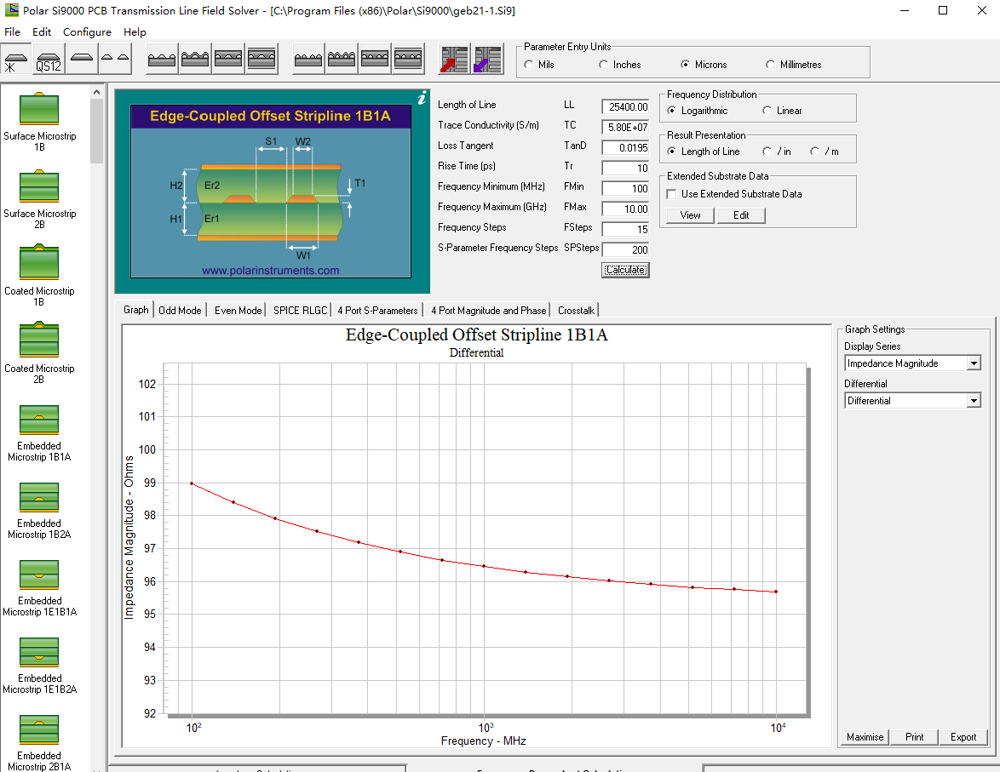 Polar Si9000 PCB Transmission Line Field Solver - [C:\Program Files (x86)\Polar\Si9000\geb21-1.Si9]
File Edit Configure Help
QS12
Parameter Entry Units
Mils Inches Microns Millimetres
Surface Microstrip
1B
Surface Microstrip
2B
Coated Microstrip
1B
Coated Microstrip
2B
Embedded
Microstrip 1B1A
Embedded
Microstrip 1B2A
Embedded
Microstrip 1E1B1A
Embedded
Microstrip 1E1B2A
Embedded
Microstrip 2B1A
i
Edge-Coupled Offset Stripline 1B1A
S1 W2
H2 Er2 T1
H1 Er1
W1
www.polarinstruments.com
Length of Line LL 25400.00
Trace Conductivity (S/m) TC 5.80E+07
Loss Tangent TanD 0.0195
Rise Time (ps) Tr 10
Frequency Minimum (MHz) FMin 100
Frequency Maximum (GHz) FMax 10.00
Frequency Steps FSteps 15
S-Parameter Frequency Steps SPSteps 200
Calculate
Frequency Distribution
Logarithmic Linear
Result Presentation
Length of Line / in / m
Extended Substrate Data
Use Extended Substrate Data
View Edit
Graph Odd Mode Even Mode SPICE RLGC 4 Port S-Parameters 4 Port Magnitude and Phase Crosstalk
Edge-Coupled Offset Stripline 1B1A
Differential
Impedance Magnitude - Ohms
102
101
100
99
98
97
96
95
94
93
92
10² 10³ 10⁴
Frequency - MHz
Graph Settings
Display Series
Impedance Magnitude
Differential
Differential
Maximise Print Export